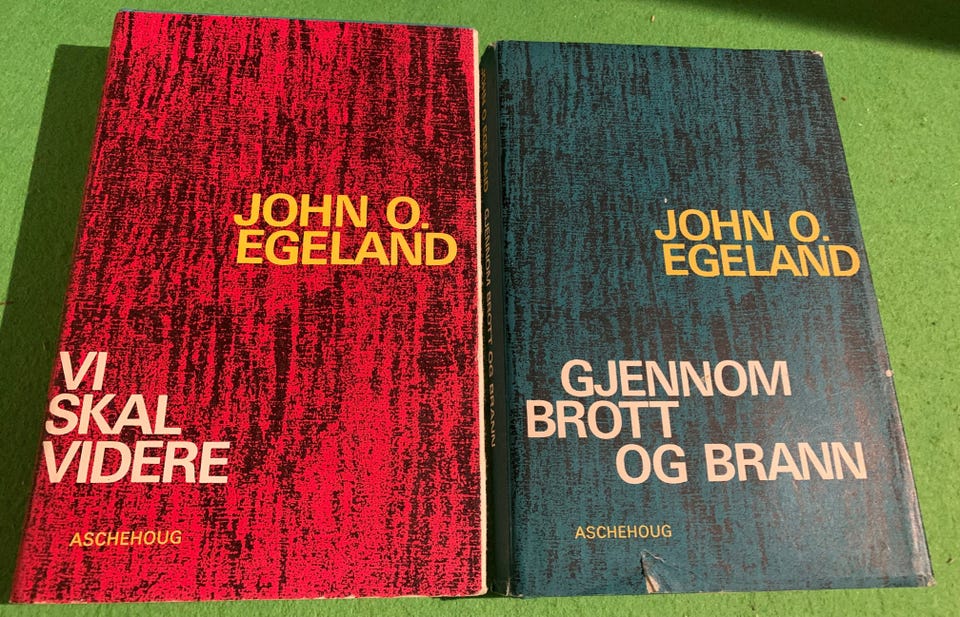 JOHN O.
EGELAND
VI
SKAL
VIDERE
ASCHEHOUG
JOHN O EGELAND GJENNOM BROTT OG BRANN
JOHN O.
EGELAND
GJENNOM
BROTT
OG BRANN
ASCHEHOUG